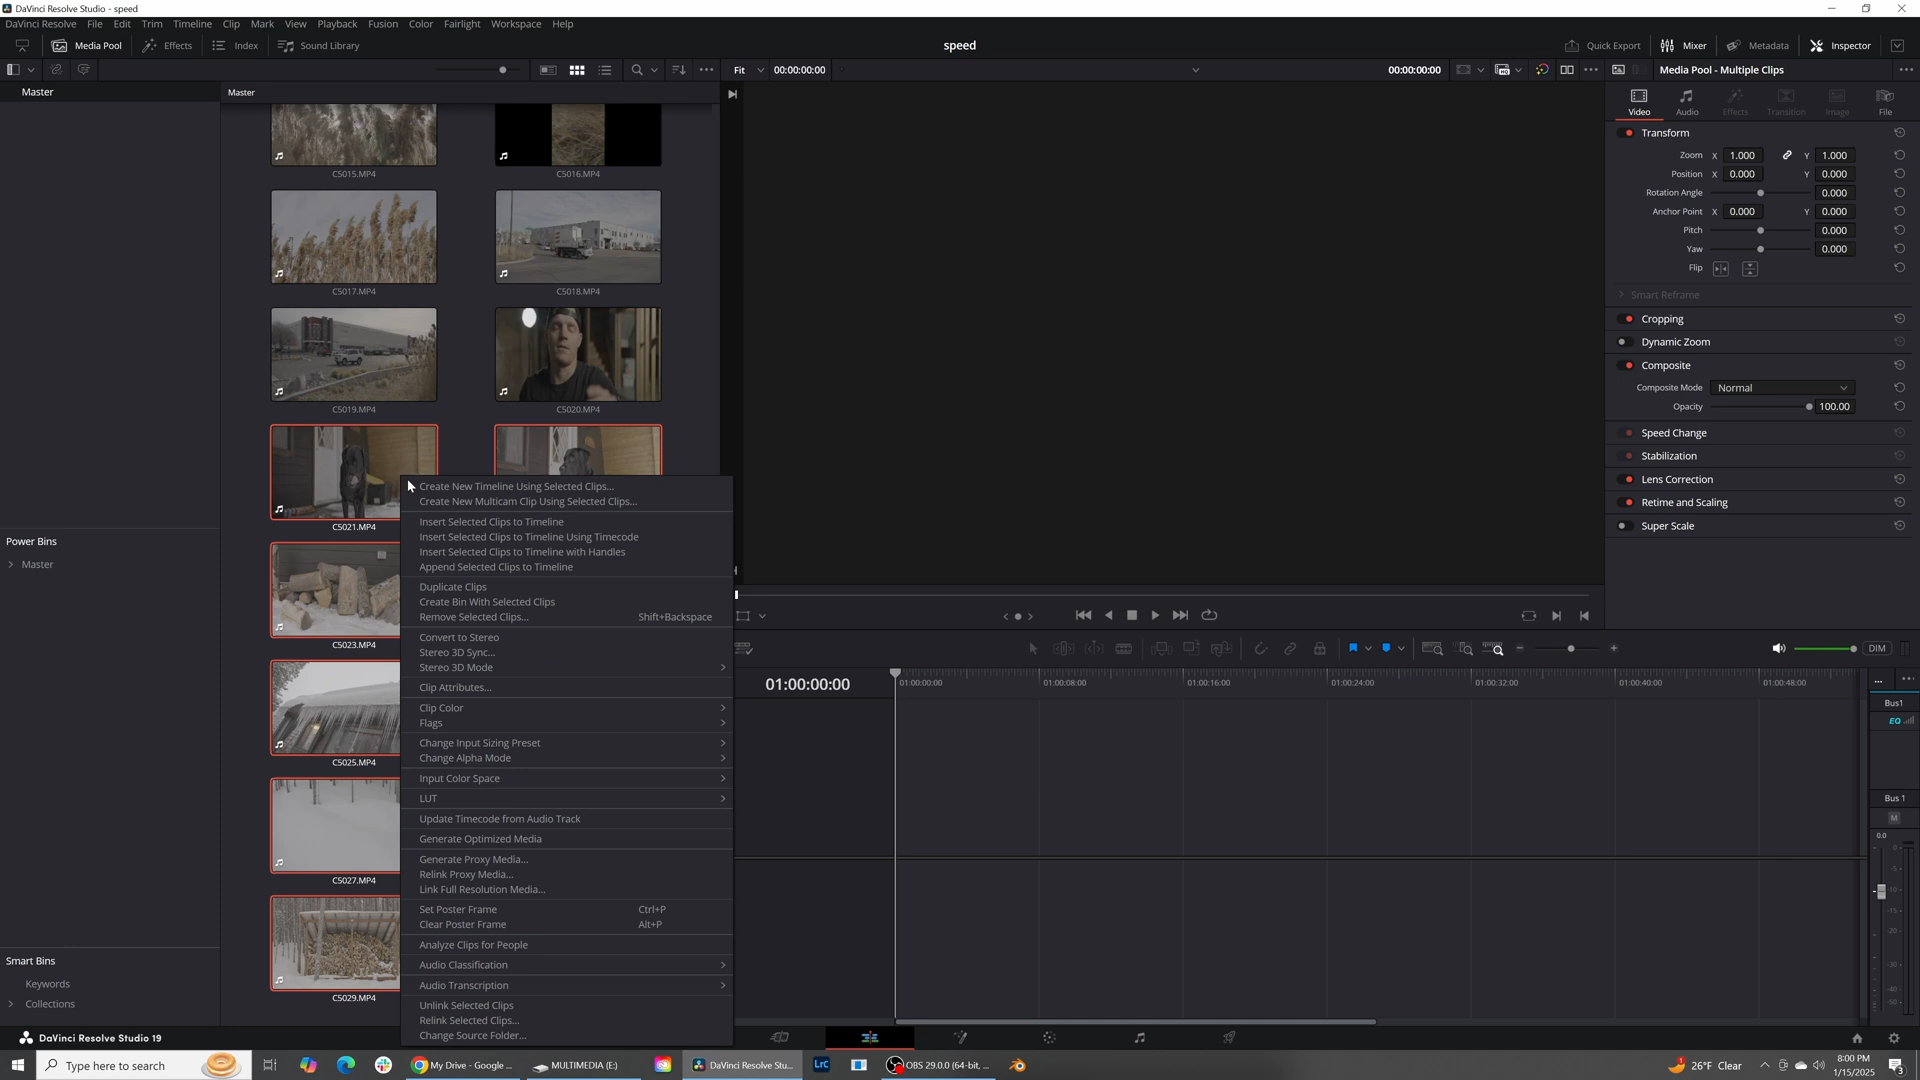 DaVinci Resolve Studio - speed
DaVinci Resolve File Edit Trim Timeline Clip Mark View Playback Fusion Color Fairlight Workspace Help
Media Pool Effects Index Sound Library
speed
Quick Export Mixer Metadata Inspector
Fit 00:00:00:00
00:00:00:00
Media Pool - Multiple Clips
Master
Master
C5015.MP4
C5016.MP4
C5017.MP4
C5018.MP4
C5019.MP4
C5020.MP4
C5021.MP4
C5023.MP4
C5025.MP4
C5027.MP4
C5029.MP4
Power Bins
Master
Smart Bins
Keywords
Collections
Create New Timeline Using Selected Clips...
Create New Multicam Clip Using Selected Clips...
Insert Selected Clips to Timeline
Insert Selected Clips to Timeline Using Timecode
Insert Selected Clips to Timeline with Handles
Append Selected Clips to Timeline
Duplicate Clips
Create Bin With Selected Clips
Remove Selected Clips... Shift+Backspace
Convert to Stereo
Stereo 3D Sync...
Stereo 3D Mode
Clip Attributes...
Clip Color
Flags
Change Input Sizing Preset
Change Alpha Mode
Input Color Space
LUT
Update Timecode from Audio Track
Generate Optimized Media
Generate Proxy Media...
Relink Proxy Media...
Link Full Resolution Media...
Set Poster Frame Ctrl+P
Clear Poster Frame Alt+P
Analyze Clips for People
Audio Classification
Audio Transcription
Unlink Selected Clips
Relink Selected Clips...
Change Source Folder...
Video Audio Effects Transition Image File
Transform
Zoom X 1.000 Y 1.000
Position X 0.000 Y 0.000
Rotation Angle 0.000
Anchor Point X 0.000 Y 0.000
Pitch 0.000
Yaw 0.000
Flip
Smart Reframe
Cropping
Dynamic Zoom
Composite
Composite Mode Normal
Opacity 100.00
Speed Change
Stabilization
Lens Correction
Retime and Scaling
Super Scale
DIM
01:00:00:00
01:00:00:00 01:00:08:00 01:00:16:00 01:00:24:00 01:00:32:00 01:00:40:00 01:00:48:00
Bus1
EQ
Bus 1
M
0.0
0
-5
-10
-15
-20
-30
-40
-50
DaVinci Resolve Studio 19
Type here to search
My Drive - Google ...
MULTIMEDIA (E:)
DaVinci Resolve Stu...
LrC
OBS 29.0.0 (64-bit, ...
1
26°F Clear
8:00 PM
1/15/2025
3